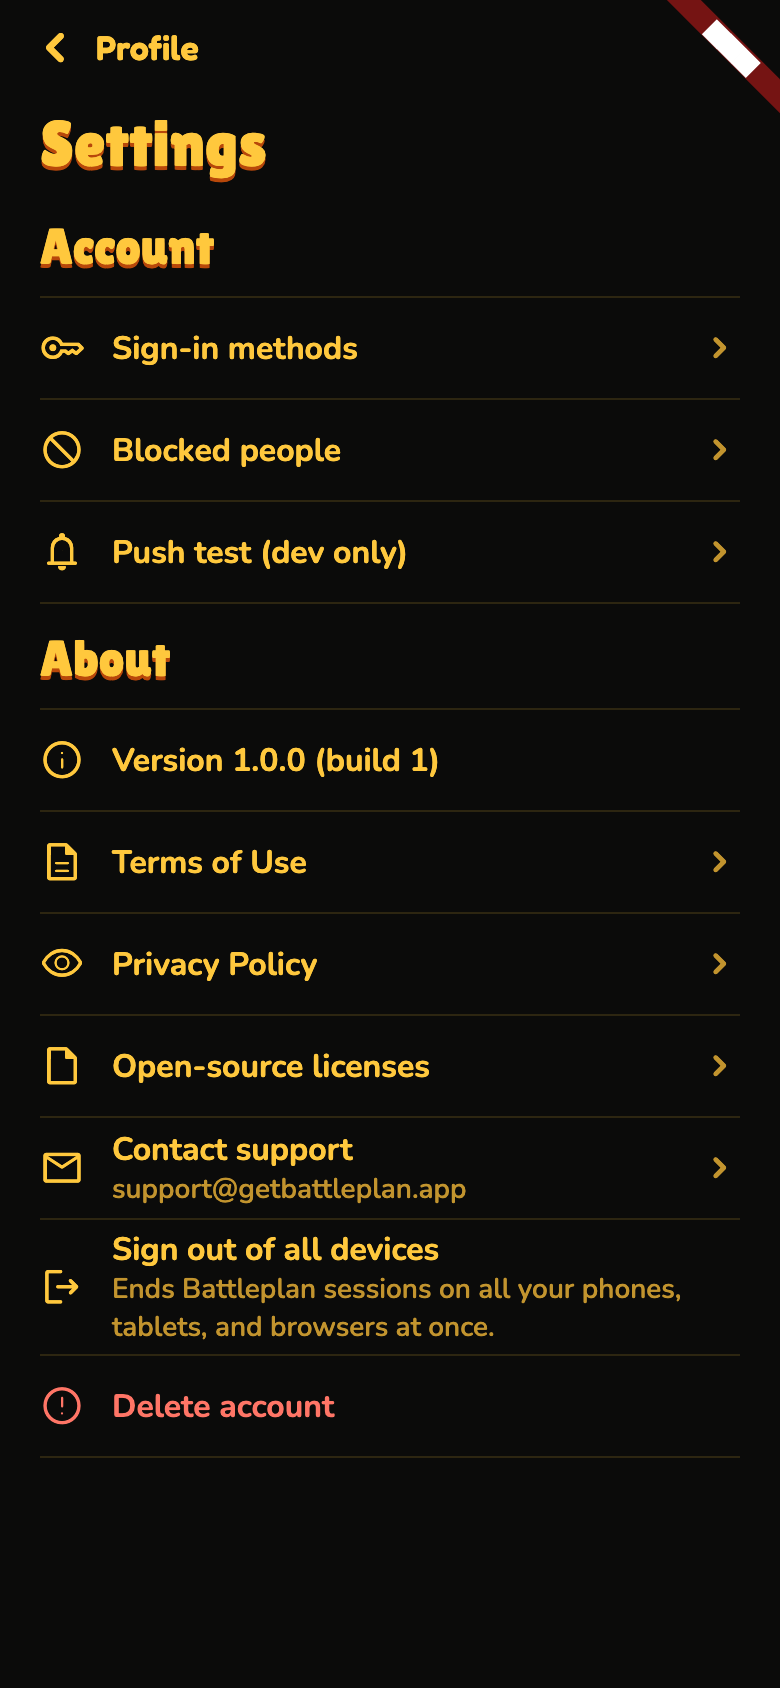 Profile
Settings
Account
Sign-in methods
Blocked people
Push test (dev only)
About
Version 1.0.0 (build 1)
Terms of Use
Privacy Policy
Open-source licenses
Contact support
support@getbattleplan.app
Sign out of all devices
Ends Battleplan sessions on all your phones,
tablets, and browsers at once.
Delete account